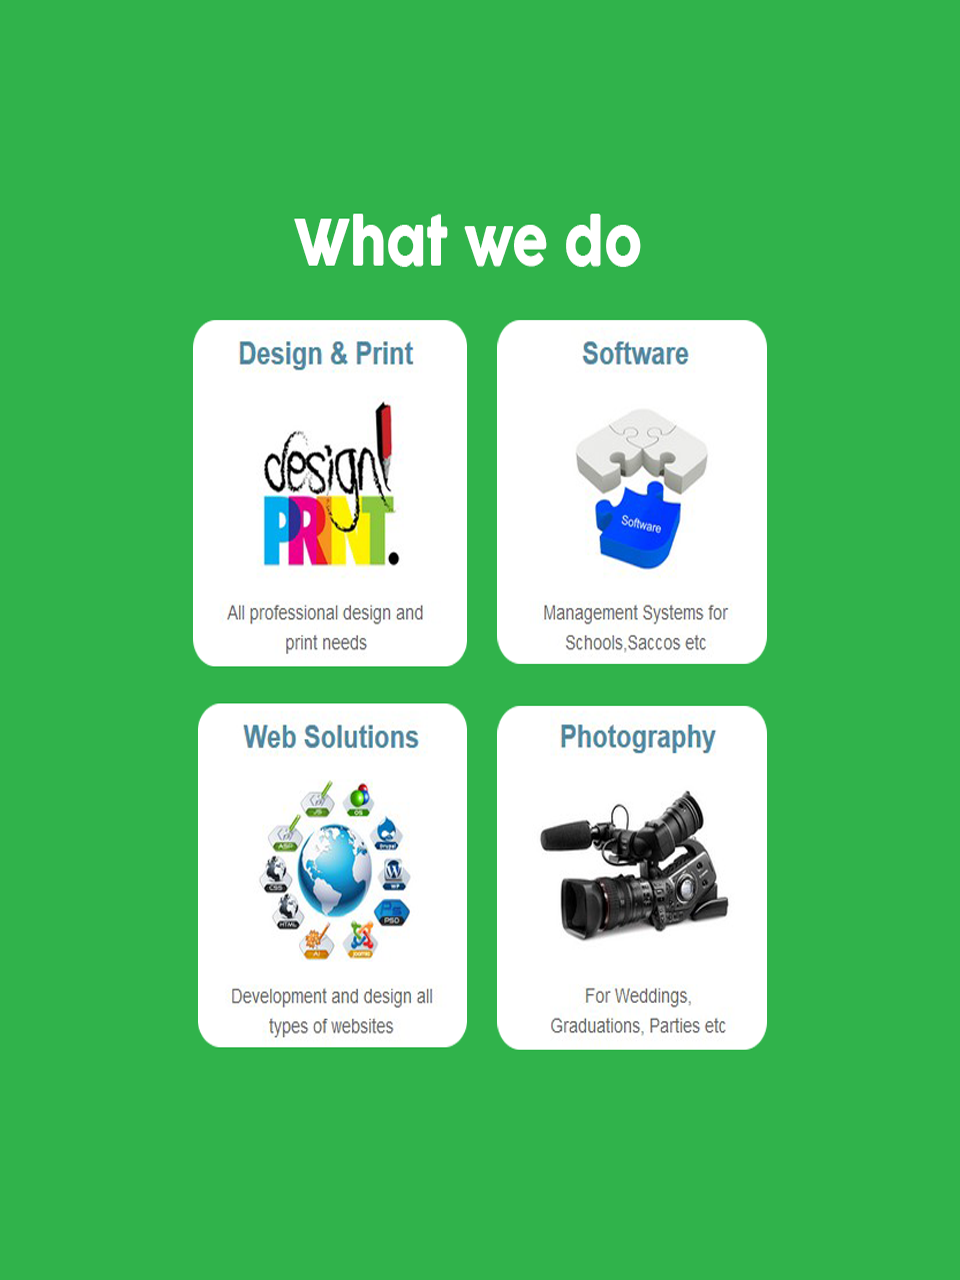 What we do
Design & Print
design!
PRINT.
All professional design and
print needs
Software
Software
Management Systems for
Schools,Saccos etc
Web Solutions
JS
OS
ASP
Drupal
CSS
WP
HTML
PSD
Ai
Joomla
Development and design all
types of websites
Photography
For Weddings,
Graduations, Parties etc